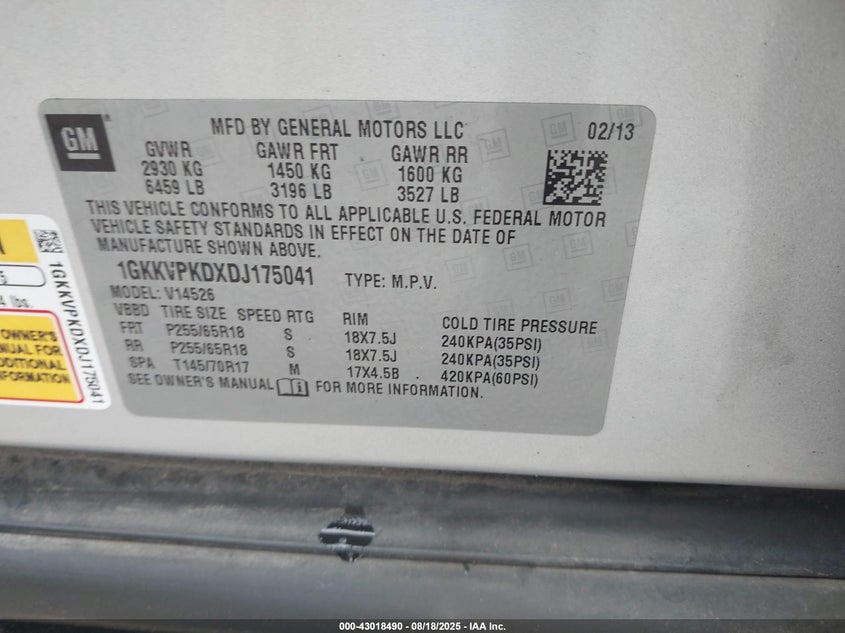 GM
MFD BY GENERAL MOTORS LLC 02/13
GVWR GAWR FRT GAWR RR
2930 KG 1450 KG 1600 KG
6459 LB 3196 LB 3527 LB
THIS VEHICLE CONFORMS TO ALL APPLICABLE U.S. FEDERAL MOTOR
VEHICLE SAFETY STANDARDS IN EFFECT ON THE DATE OF
MANUFACTURE SHOWN ABOVE.
1GKKVPKDXDJ175041 TYPE: M.P.V.
MODEL: V14526
VBBD TIRE SIZE SPEED RTG RIM COLD TIRE PRESSURE
FRT P255/65R18 S 18X7.5J 240KPA(35PSI)
RR P255/65R18 S 18X7.5J 240KPA(35PSI)
SPA T145/70R17 M 17X4.5B 420KPA(60PSI)
SEE OWNER'S MANUAL FOR MORE INFORMATION.
lbs.
OWNER'S
MANUAL FOR
ADDITIONAL
INFORMATION
1GKKVPKDXDJ175041
000-43018490 - 08/18/2025 - IAA Inc.